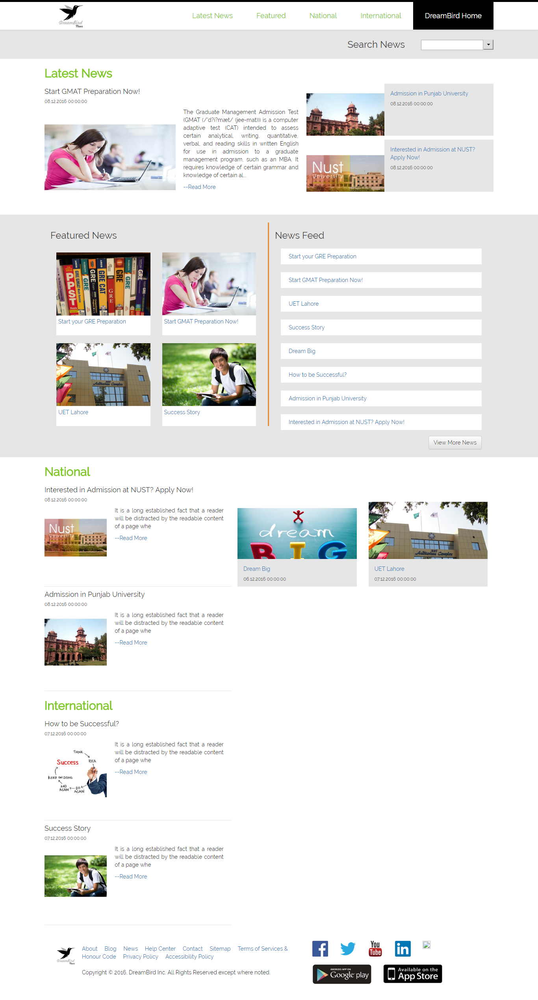 DreamBird
News
Latest News
Featured
National
International
DreamBird Home
Search News
Latest News
Start GMAT Preparation Now!
08.12.2016 00:00:00
The Graduate Management Admission Test
(GMAT (/ˈd?i?mæt/ (jee-mat))) is a computer
adaptive test (CAT) intended to assess
certain analytical, writing, quantitative,
verbal, and reading skills in written English
for use in admission to a graduate
management program, such as an MBA. It
requires knowledge of certain grammar and
knowledge of certain al...
--Read More
Admission in Punjab University
08.12.2016 00:00:00
Nust
University
Interested in Admission at NUST?
Apply Now!
08.12.2016 00:00:00
Featured News
PPST
GRE/GMAT Math Review
GRE
GRE
GRE CAT
GRE
GRE
GRE
GRE
Start your GRE Preparation
Start GMAT Preparation Now!
uet
Auditorium Complex
UET Lahore
Success Story
News Feed
Start your GRE Preparation
Start GMAT Preparation Now!
UET Lahore
Success Story
Dream Big
How to be Successful?
Admission in Punjab University
Interested in Admission at NUST? Apply Now!
View More News
National
Interested in Admission at NUST? Apply Now!
08.12.2016 00:00:00
Nust
University
It is a long established fact that a reader
will be distracted by the readable content
of a page whe
--Read More
dream
BIG
Dream Big
06.12.2016 00:00:00
uet
Auditorium Complex
UET Lahore
07.12.2016 00:00:00
Admission in Punjab University
08.12.2016 00:00:00
It is a long established fact that a reader
will be distracted by the readable content
of a page whe
--Read More
International
How to be Successful?
07.12.2016 00:00:00
THINK
IDEA
TRY
DO
AGAIN
AND
AGAIN
KEEP ON DOING
Success
It is a long established fact that a reader
will be distracted by the readable content
of a page whe
--Read More
Success Story
07.12.2016 00:00:00
It is a long established fact that a reader
will be distracted by the readable content
of a page whe
--Read More
DreamBird
News
About Blog News Help Center Contact Sitemap Terms of Services &
Honour Code Privacy Policy Accessibility Policy
Copyright © 2016, DreamBird Inc. All Rights Reserved except where noted.
f
You
Tube
in
ANDROID APP ON
Google play
Available on the
App Store